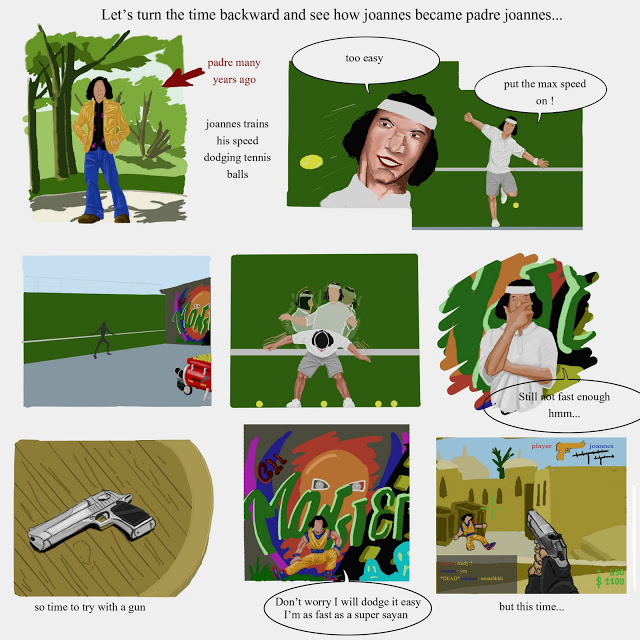 Let's turn the time backward and see how joannes became padre joannes...
padre many
years ago
joannes trains
his speed
dodging tennis
balls
too easy
put the max speed
on !
Still not fast enough
hmm...
so time to try with a gun
Don't worry I will dodge it easy
I'm as fast as a super sayan
player joannes
ready ?
yes
*DEAD*
$ 1100
but this time...